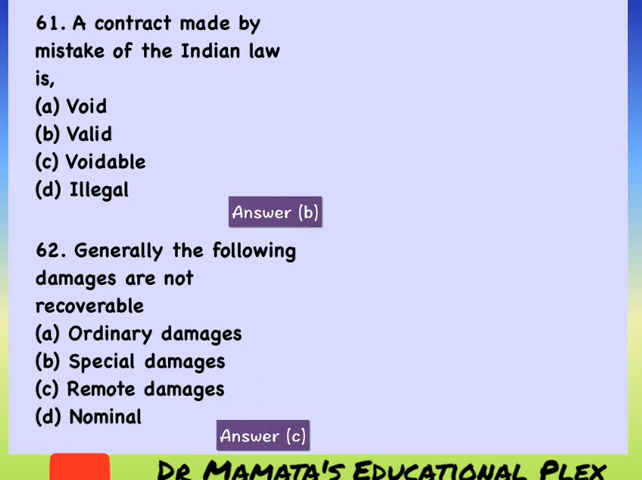 61. A contract made by
mistake of the Indian law
is,
(a) Void
(b) Valid
(c) Voidable
(d) Illegal
Answer (b)
62. Generally the following
damages are not
recoverable
(a) Ordinary damages
(b) Special damages
(c) Remote damages
(d) Nominal
Answer (c)
DR MAMATA'S EDUCATIONAL PLEX